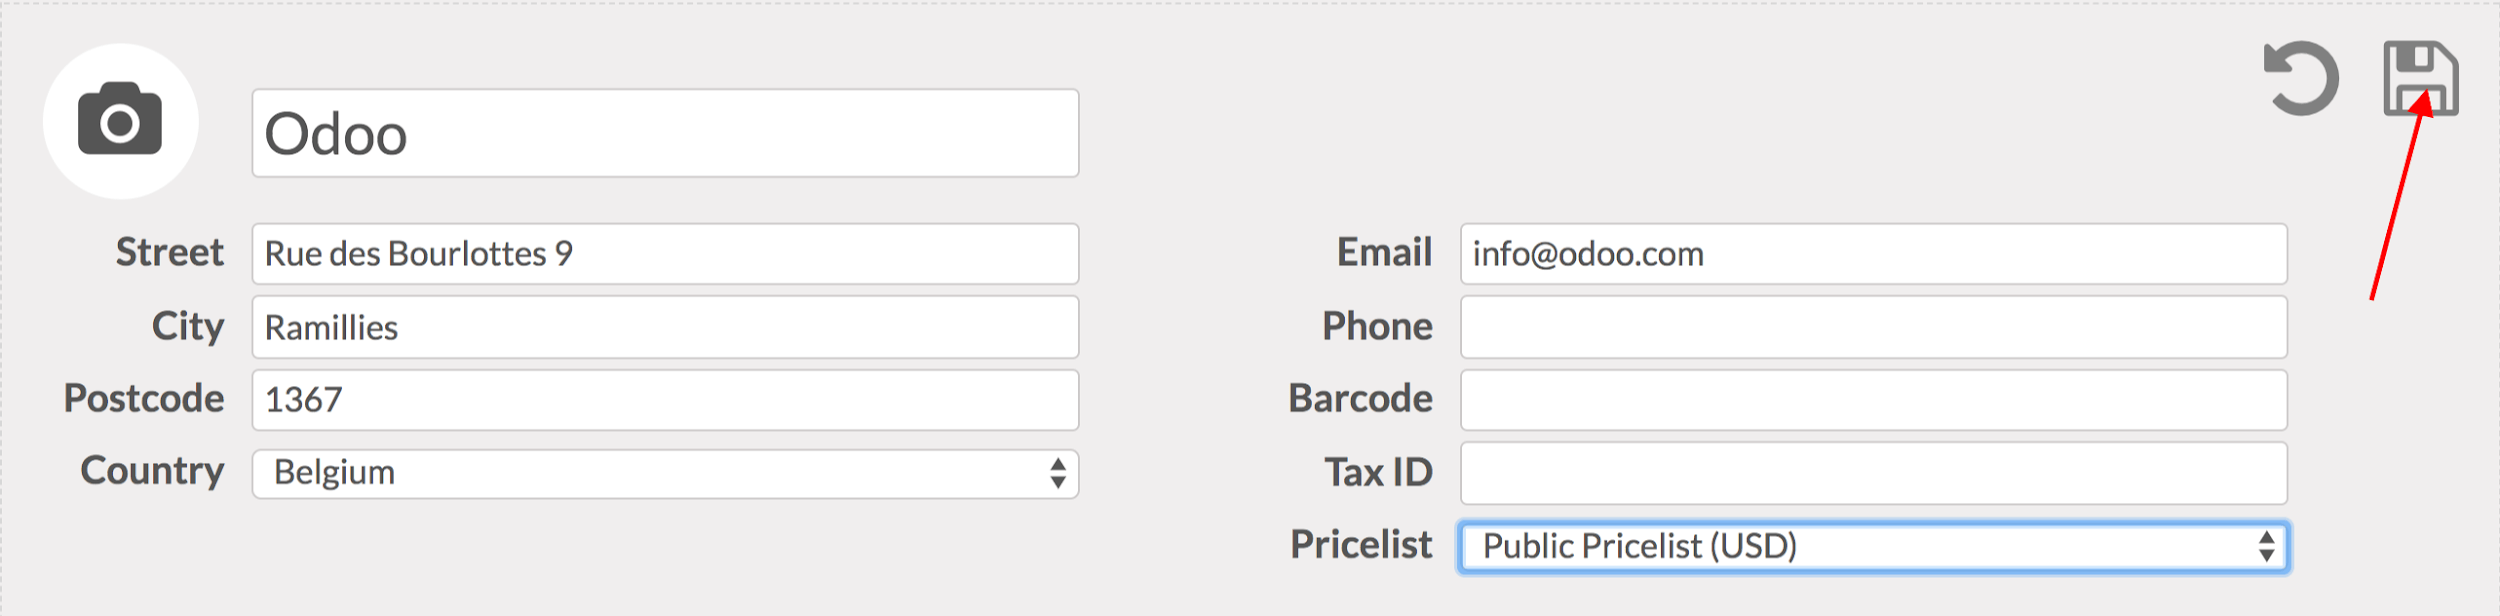 Odoo
Street Rue des Bourlottes 9
City Ramillies
Postcode 1367
Country Belgium
Email info@odoo.com
Phone
Barcode
Tax ID
Pricelist Public Pricelist (USD)